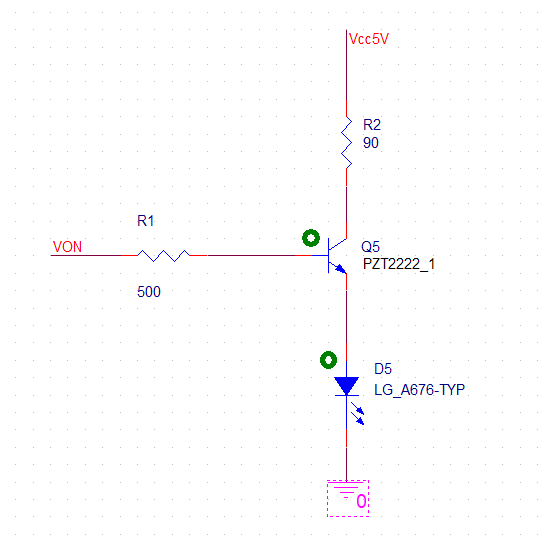 Vcc5V
R2
90
R1
VON
500
Q5
PZT2222_1
D5
LG_A676-TYP
0